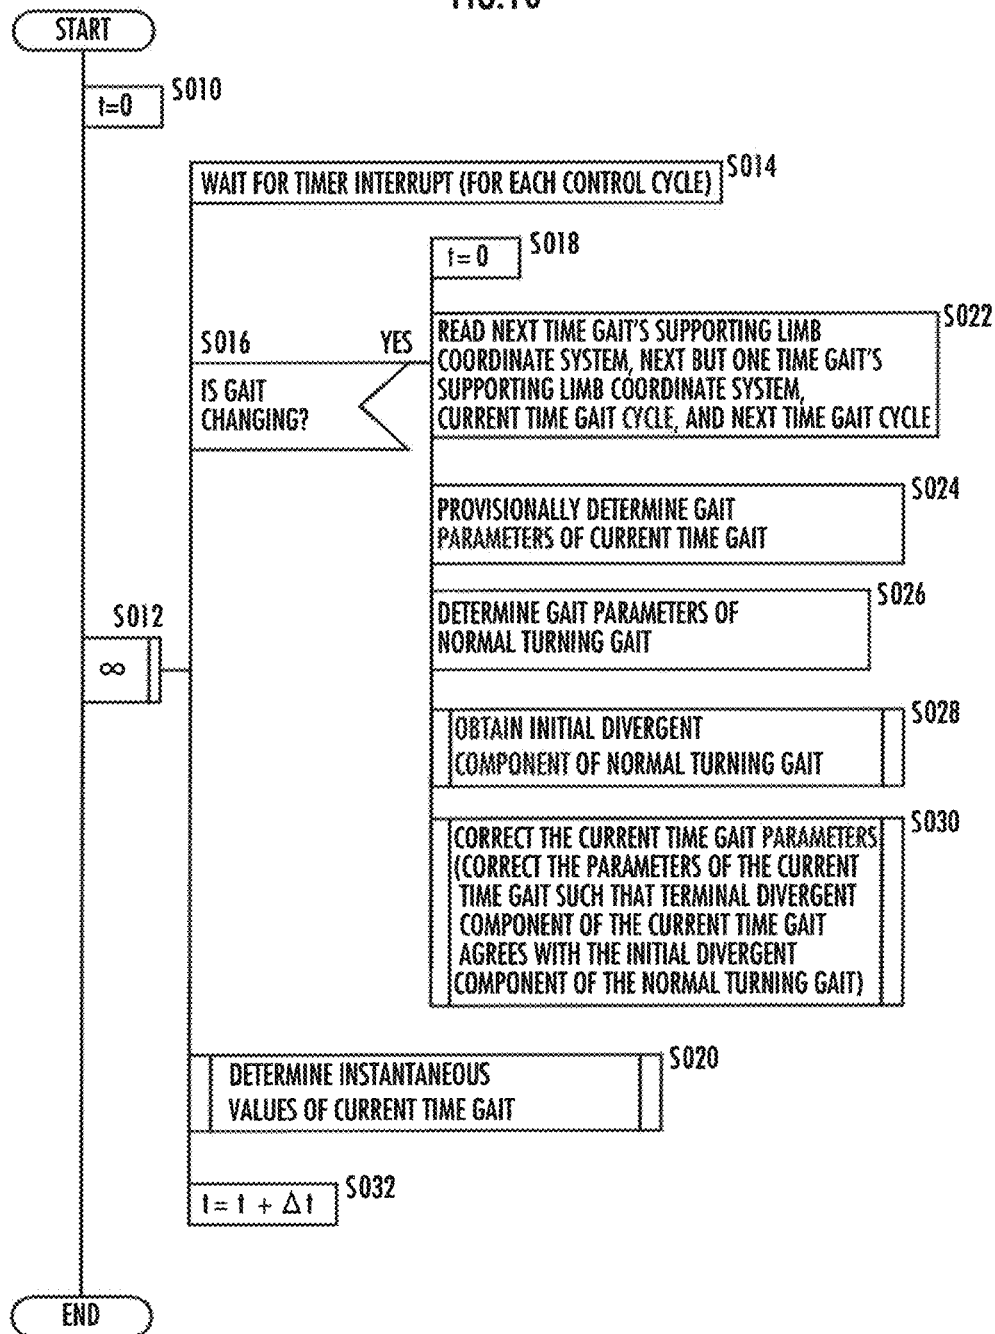 START
S010
t=0
S014
WAIT FOR TIMER INTERRUPT (FOR EACH CONTROL CYCLE)
S018
t=0
S022
READ NEXT TIME GAIT'S SUPPORTING LIMB
COORDINATE SYSTEM, NEXT BUT ONE TIME GAIT'S
SUPPORTING LIMB COORDINATE SYSTEM,
CURRENT TIME GAIT CYCLE, AND NEXT TIME GAIT CYCLE
S016
YES
IS GAIT
CHANGING?
S024
PROVISIONALLY DETERMINE GAIT
PARAMETERS OF CURRENT TIME GAIT
S026
DETERMINE GAIT PARAMETERS OF
NORMAL TURNING GAIT
S012
∞
S028
OBTAIN INITIAL DIVERGENT
COMPONENT OF NORMAL TURNING GAIT
S030
CORRECT THE CURRENT TIME GAIT PARAMETERS
(CORRECT THE PARAMETERS OF THE CURRENT
TIME GAIT SUCH THAT TERMINAL DIVERGENT
COMPONENT OF THE CURRENT TIME GAIT
AGREES WITH THE INITIAL DIVERGENT
COMPONENT OF THE NORMAL TURNING GAIT)
S020
DETERMINE INSTANTANEOUS
VALUES OF CURRENT TIME GAIT
S032
t = t + Δt
END